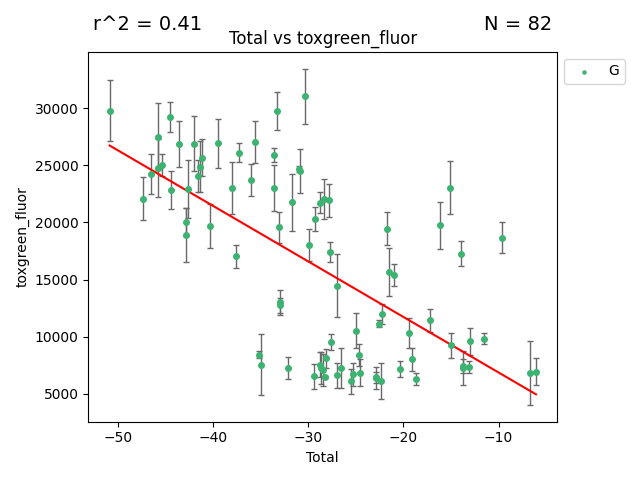 r^2 = 0.41
N = 82
Total vs toxgreen_fluor
G
30000
25000
20000
15000
10000
5000
toxgreen_fluor
−50
−40
−30
−20
−10
Total